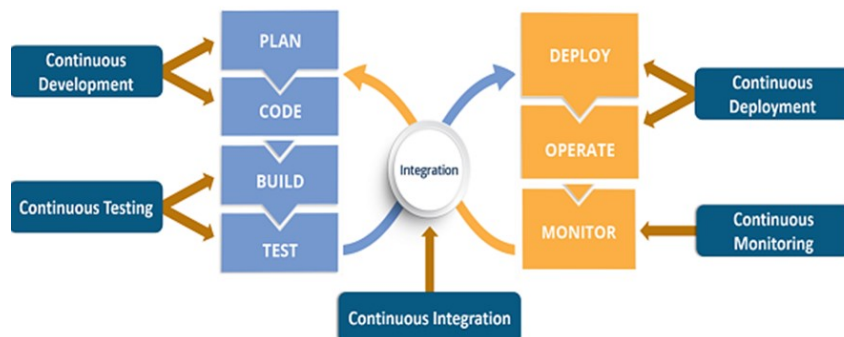 Continuous
Development
PLAN
CODE
Continuous Testing
BUILD
TEST
Integration
Continuous Integration
DEPLOY
OPERATE
MONITOR
Continuous
Deployment
Continuous
Monitoring